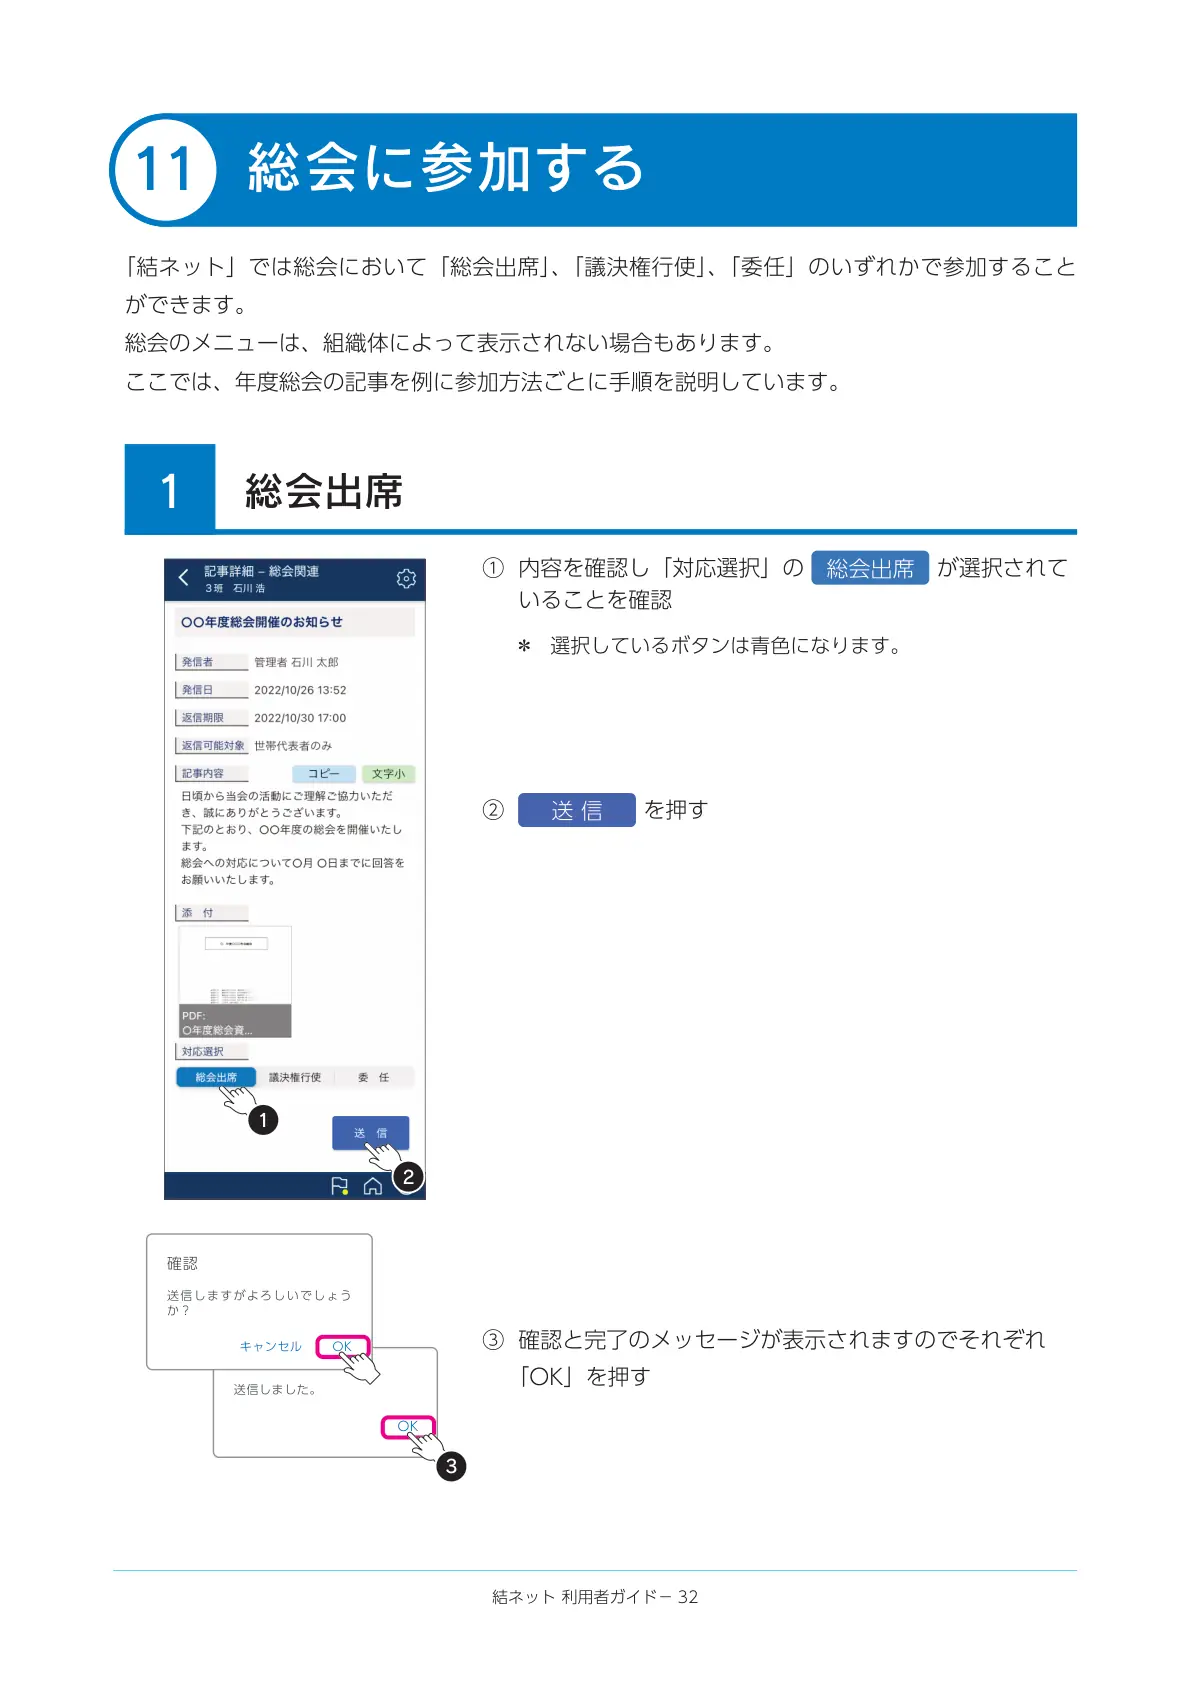 11 総会に参加する
「結ネット」では総会において「総会出席」、「議決権行使」、「委任」のいずれかで参加すること
ができます。
総会のメニューは、組織体によって表示されない場合もあります。
ここでは、年度総会の記事を例に参加方法ごとに手順を説明しています。
1 総会出席
記事詳細 – 総会関連
3班 石川 浩
〇〇年度総会開催のお知らせ
発信者 管理者 石川 太郎
発信日 2022/10/26 13:52
返信期限 2022/10/30 17:00
返信可能対象 世帯代表者のみ
記事内容 コピー 文字小
日頃から当会の活動にご理解ご協力いただ
き、誠にありがとうございます。
下記のとおり、〇〇年度の総会を開催いたし
ます。
総会への対応について〇月 〇日までに回答を
お願いいたします。
添 付
PDF:
〇年度総会資...
対応選択
総会出席 議決権行使 委 任
1
送 信
2
① 内容を確認し「対応選択」の 総会出席 が選択されて
いることを確認
＊ 選択しているボタンは青色になります。
② 送 信 を押す
確認
送信しますがよろしいでしょう
か？
キャンセル OK
送信しました。
OK
3
③ 確認と完了のメッセージが表示されますのでそれぞれ
「OK」を押す
結ネット 利用者ガイド－ 32